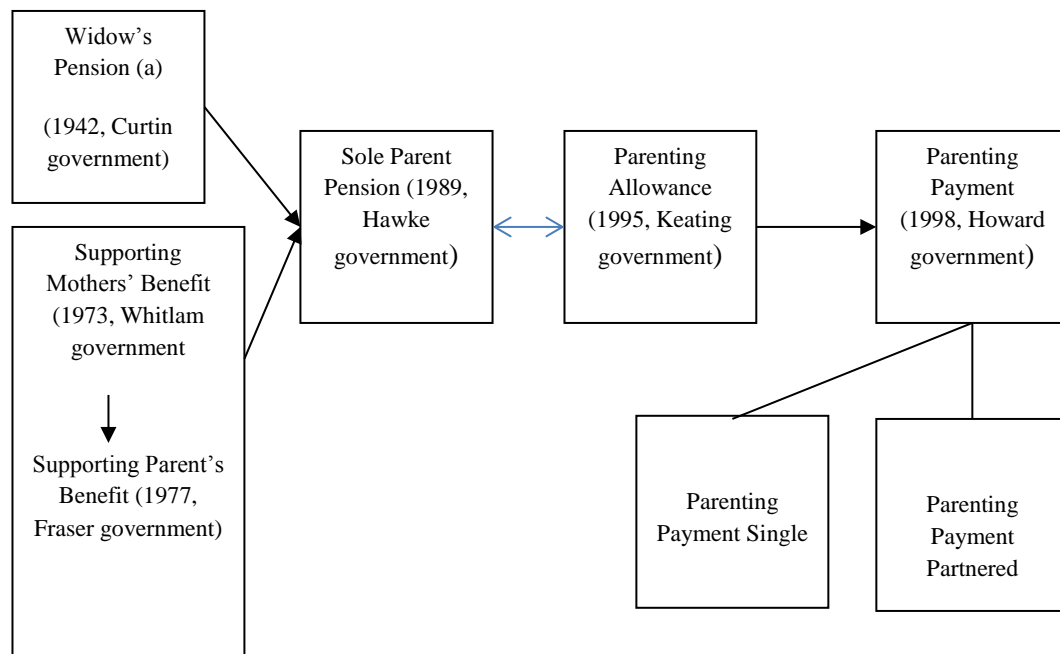 Widow’s
Pension (a)
(1942, Curtin
government)
Supporting
Mothers’ Benefit
(1973, Whitlam
government
Supporting Parent’s
Benefit (1977,
Fraser government)
Sole Parent
Pension (1989,
Hawke
government)
Parenting
Allowance
(1995, Keating
government)
Parenting
Payment
(1998, Howard
government)
Parenting
Payment Single
Parenting
Payment
Partnered